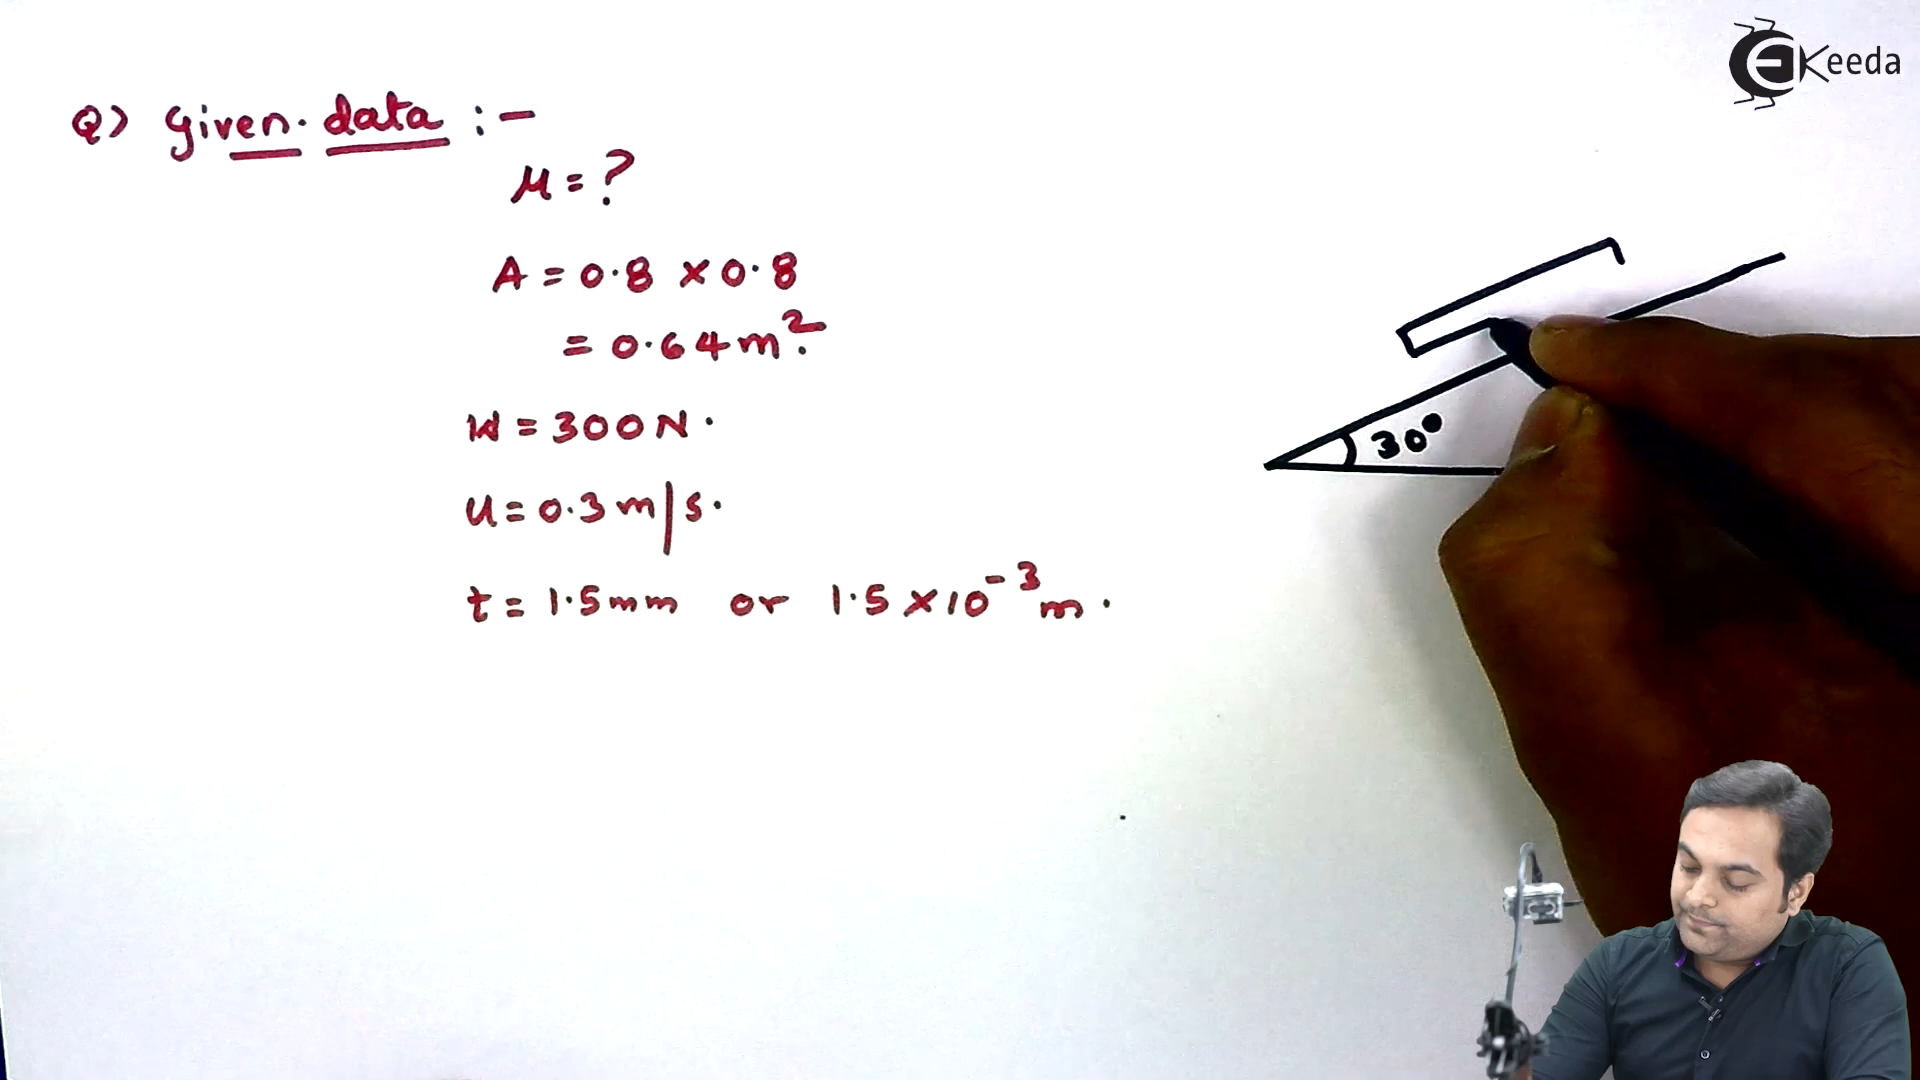 Ekeeda
Q) Given. data :-
μ = ?
A = 0.8 × 0.8
= 0.64 m².
W = 300 N.
u = 0.3 m/s.
t = 1.5 mm or 1.5 × 10⁻³ m.
30°